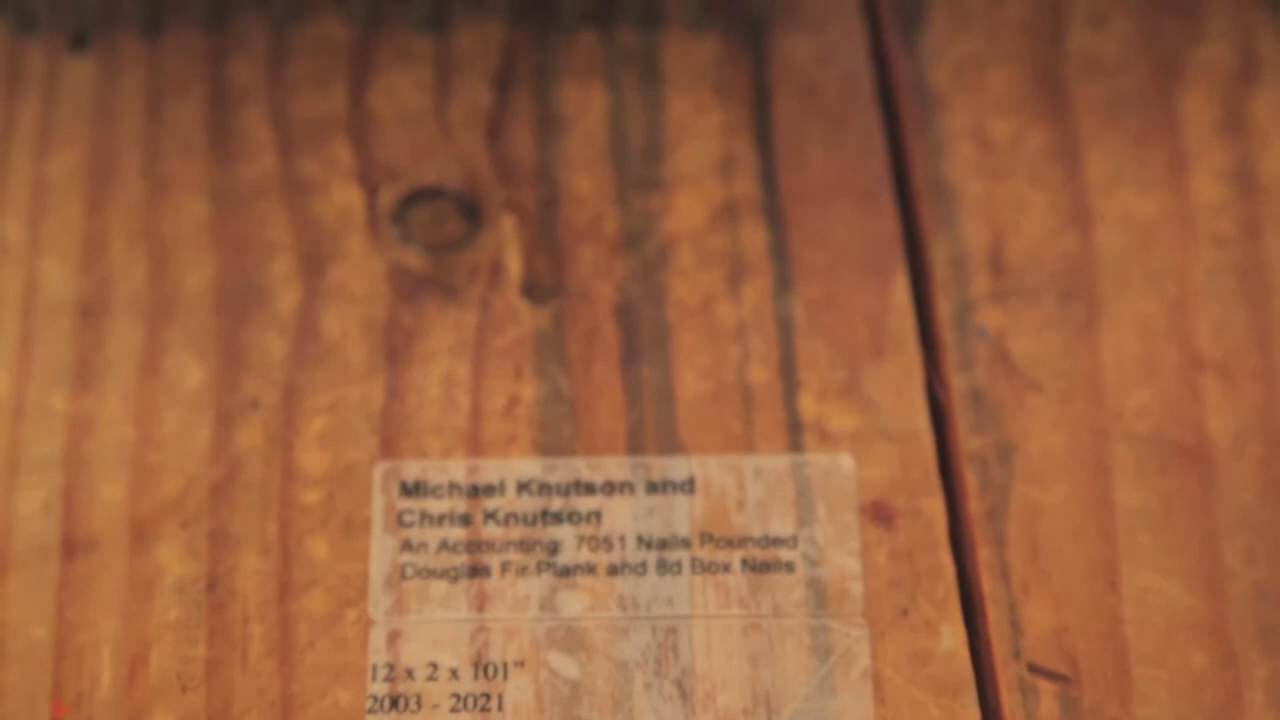 Michael Knutson and
Chris Knutson
An Accounting: 7051 Nails Pounded
Douglas Fir Plank and 8d Box Nails
12 x 2 x 101"
2003 - 2021